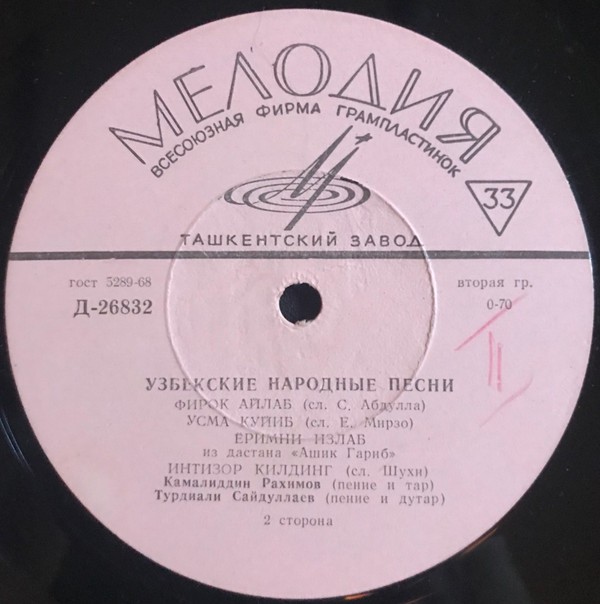 МЕЛОДИЯ
ВСЕСОЮЗНАЯ ФИРМА ГРАМПЛАСТИНОК
33
ТАШКЕНТСКИЙ ЗАВОД
гост 5289-68
вторая гр.
Д-26832
0-70
II
УЗБЕКСКИЕ НАРОДНЫЕ ПЕСНИ
ФИРОК АЙЛАБ (сл. С. Абдулла)
УСМА КУЙИБ (сл. Е. Мирзо)
ЁРИМНИ ИЗЛАБ
из дастана «Ашик Гариб»
ИНТИЗОР КИЛДИНГ (сл. Шухи)
Камалиддин Рахимов (пение и тар)
Турдиали Сайдуллаев (пение и дутар)
2 сторона